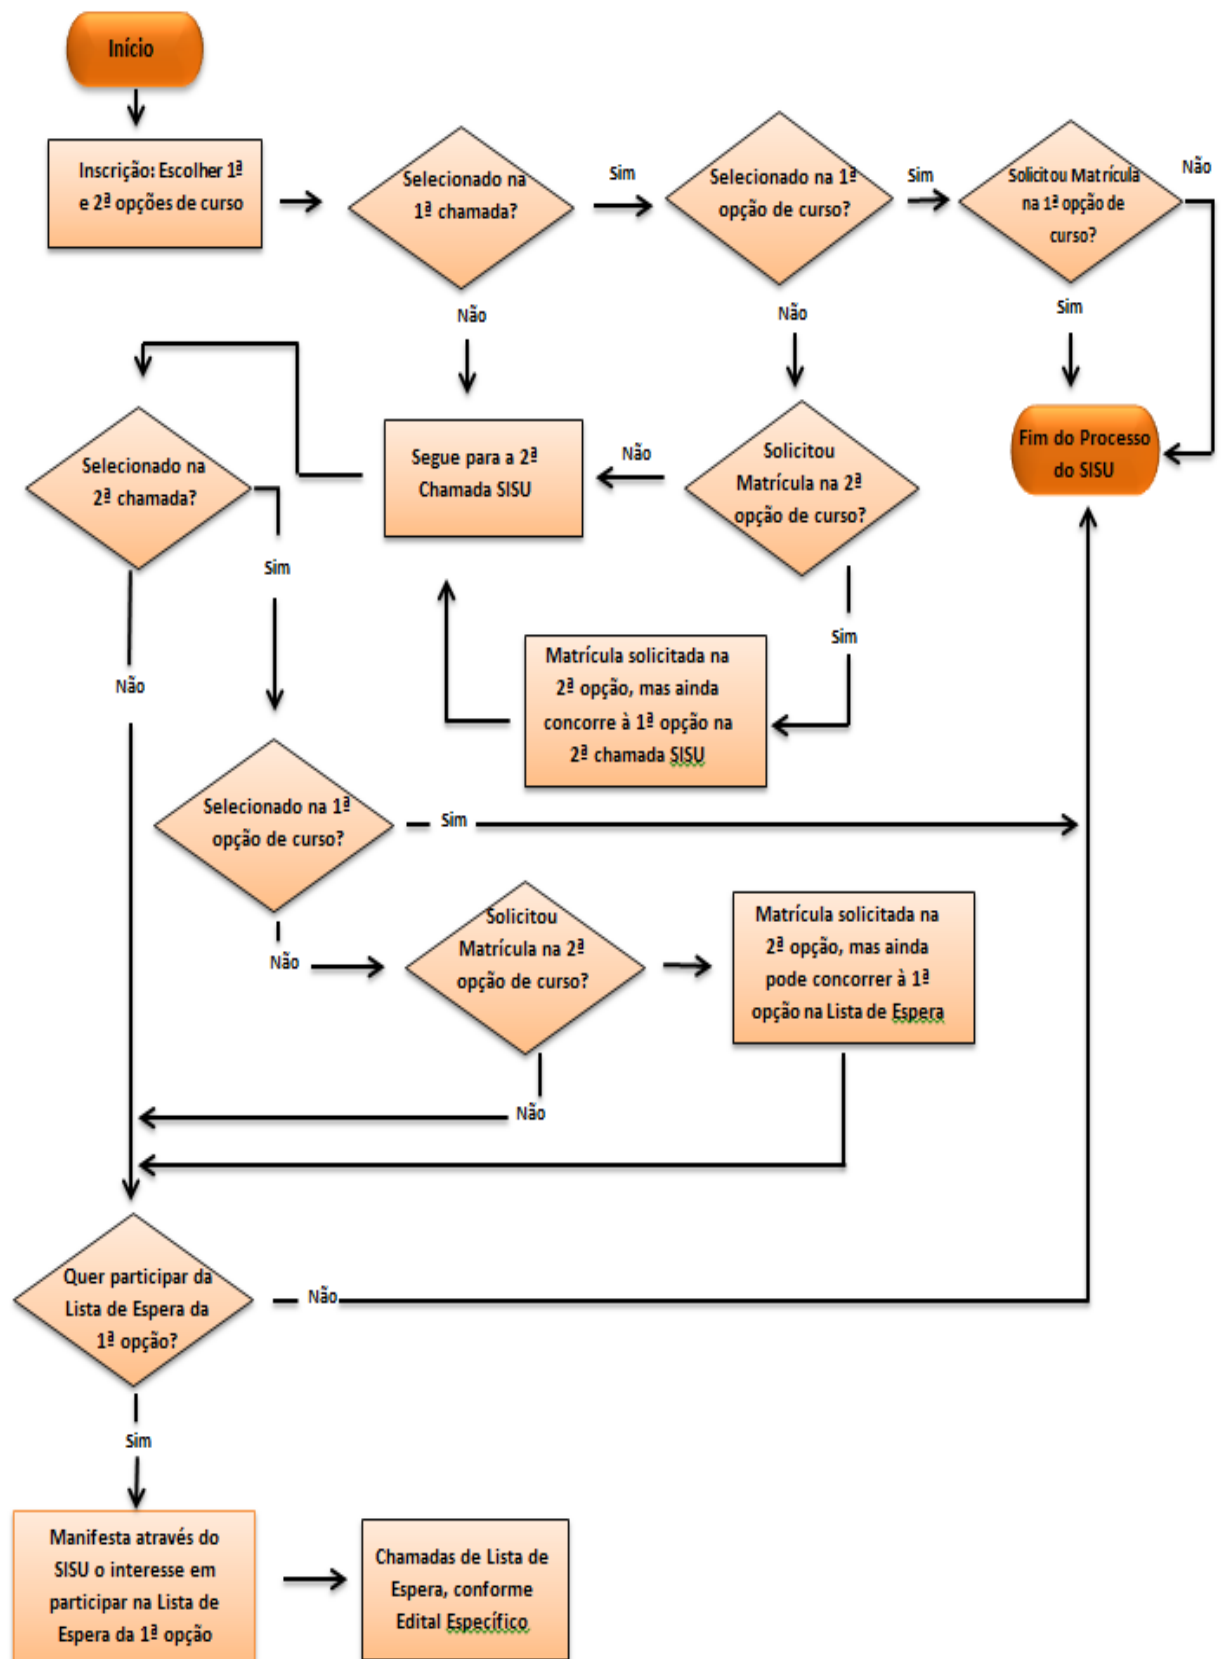 Início
Inscrição: Escolher 1ª
e 2ª opções de curso
Selecionado na
1ª chamada?
Sim
Selecionado na 1ª
opção de curso?
Sim
Solicitou Matrícula
na 1ª opção de
curso?
Não
Não
Não
Sim
Selecionado na
2ª chamada?
Segue para a 2ª
Chamada SISU
Não
Solicitou
Matrícula na 2ª
opção de curso?
Fim do Processo
do SISU
Sim
Sim
Não
Matrícula solicitada na
2ª opção, mas ainda
concorre à 1ª opção na
2ª chamada SISU
Selecionado na 1ª
opção de curso?
Sim
Não
Solicitou
Matrícula na 2ª
opção de curso?
Matrícula solicitada na
2ª opção, mas ainda
pode concorrer à 1ª
opção na Lista de Espera
Não
Quer participar da
Lista de Espera da
1ª opção?
Não
Sim
Manifesta através do
SISU o interesse em
participar na Lista de
Espera da 1ª opção
Chamadas de Lista de
Espera, conforme
Edital Específico